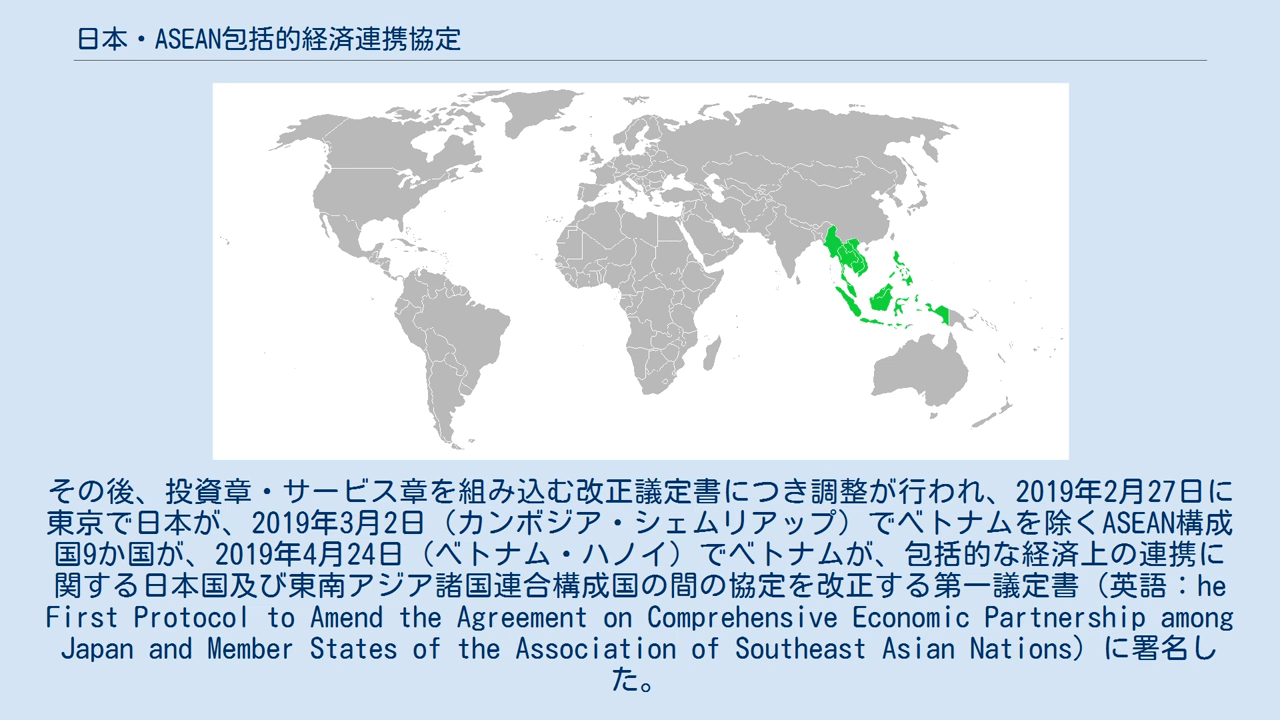 日本・ASEAN包括的経済連携協定
その後、投資章・サービス章を組み込む改正議定書につき調整が行われ、2019年2月27日に
東京で日本が、2019年3月2日（カンボジア・シェムリアップ）でベトナムを除くASEAN構成
国9か国が、2019年4月24日（ベトナム・ハノイ）でベトナムが、包括的な経済上の連携に
関する日本国及び東南アジア諸国連合構成国の間の協定を改正する第一議定書（英語：he
First Protocol to Amend the Agreement on Comprehensive Economic Partnership among
Japan and Member States of the Association of Southeast Asian Nations）に署名し
た。